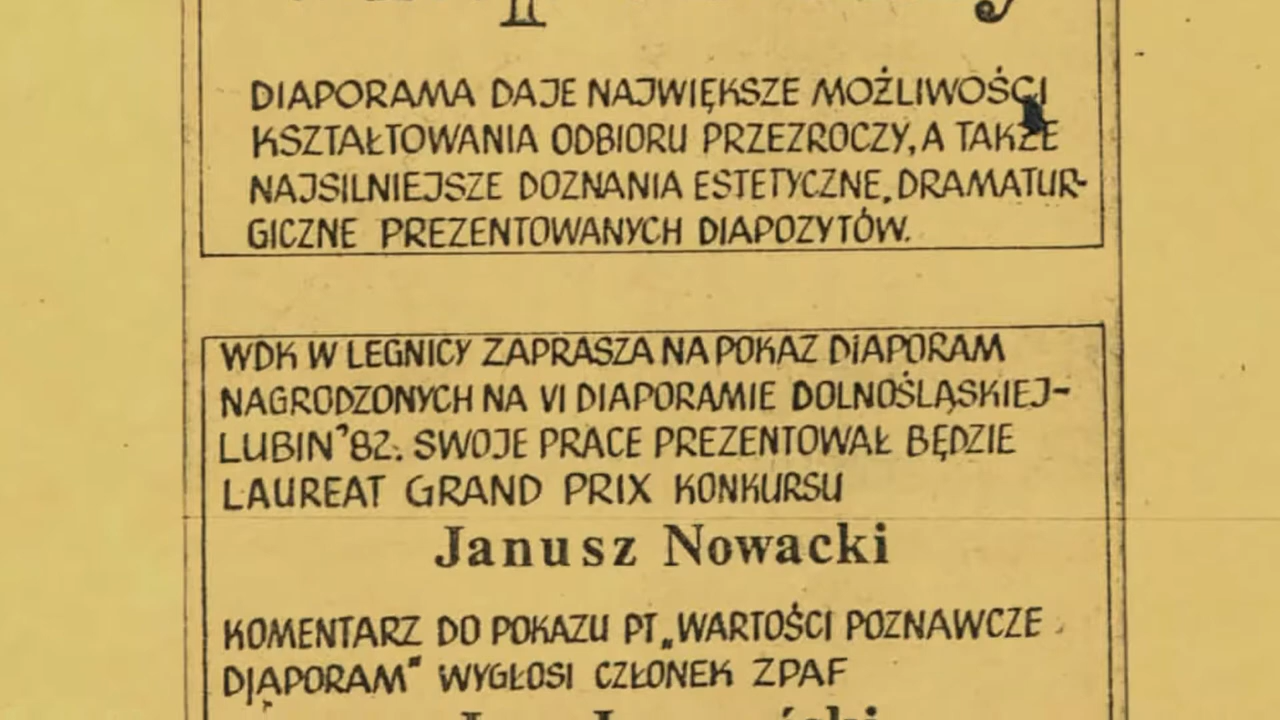 DIAPORAMA DAJE NAJWIĘKSZE MOŻLIWOŚCI
KSZTAŁTOWANIA ODBIORU PRZEZROCZY, A TAKŻE
NAJSILNIEJSZE DOZNANIA ESTETYCZNE, DRAMATUR-
GICZNE PREZENTOWANYCH DIAPOZYTÓW.
WDK W LEGNICY ZAPRASZA NA POKAZ DIAPORAM
NAGRODZONYCH NA VI DIAPORAMIE DOLNOŚLĄSKIEJ-
LUBIN'82. SWOJE PRACE PREZENTOWAŁ BĘDZIE
LAUREAT GRAND PRIX KONKURSU
Janusz Nowacki
KOMENTARZ DO POKAZU PT „WARTOŚCI POZNAWCZE
DIAPORAM" WYGŁOSI CZŁONEK ZPAF